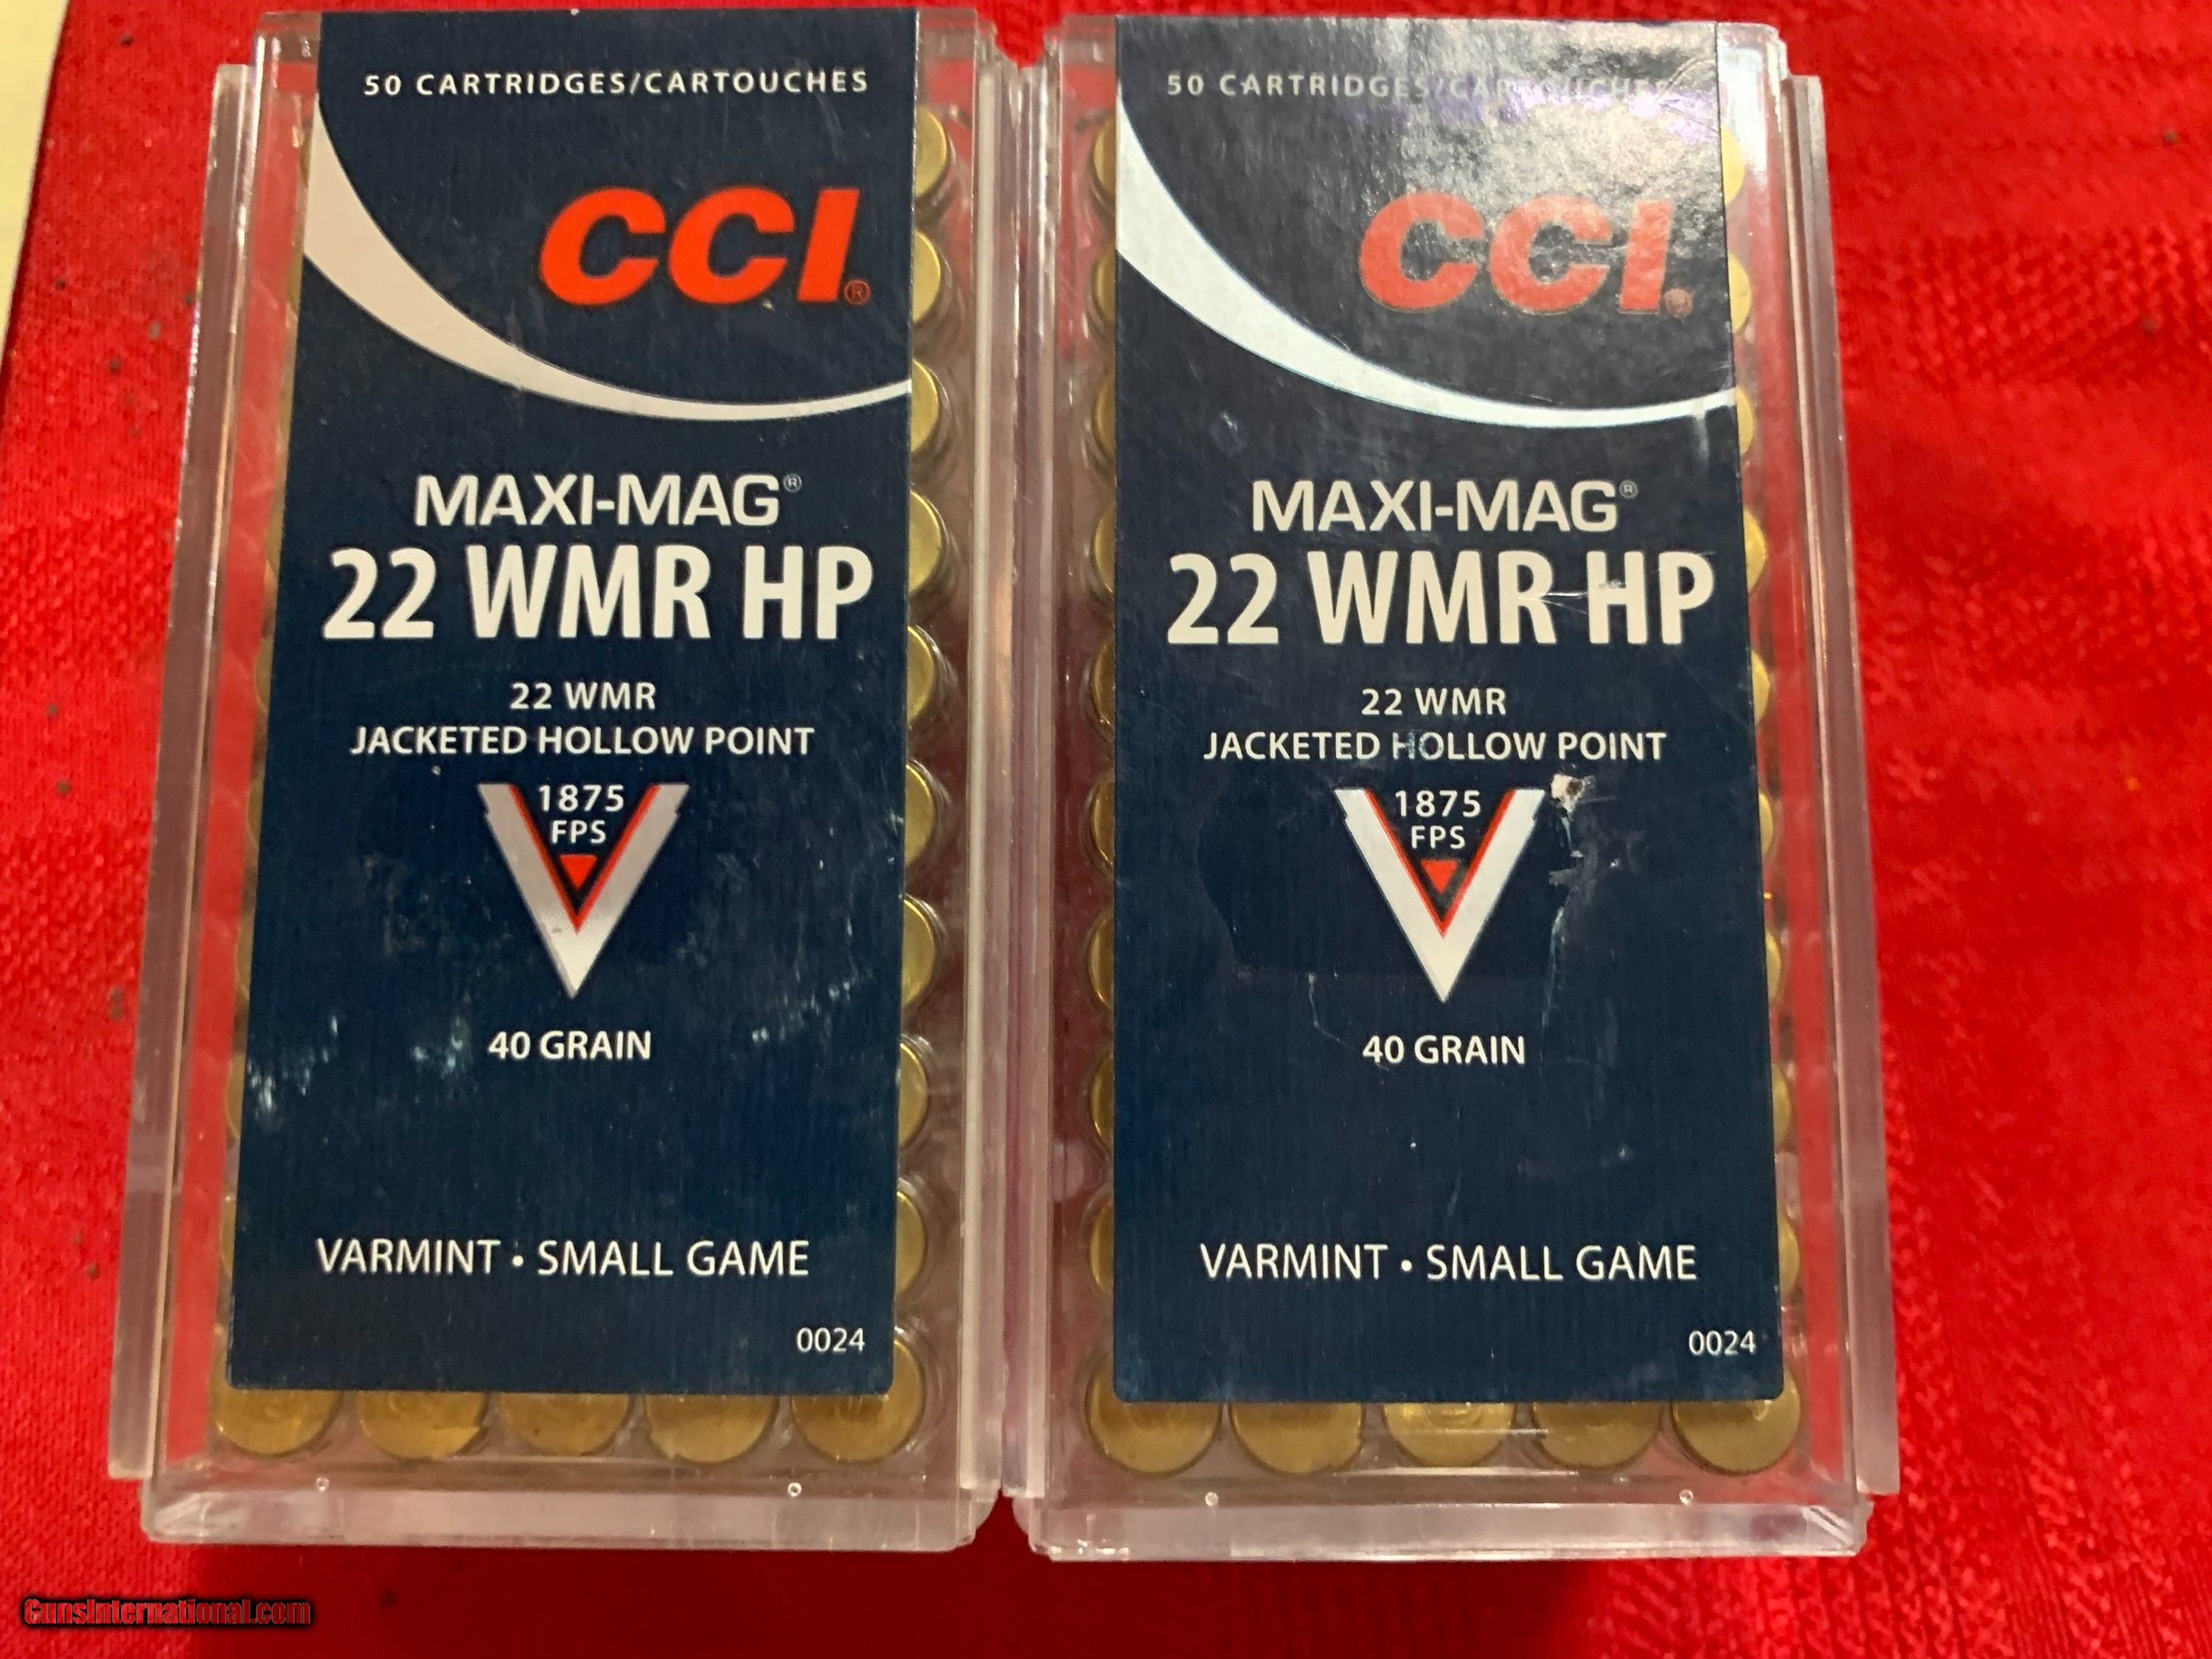 50 CARTRIDGES/CARTOUCHES
CCI®
MAXI-MAG®
22 WMR HP
22 WMR
JACKETED HOLLOW POINT
1875
FPS
40 GRAIN
VARMINT • SMALL GAME
0024
50 CARTRIDGES/CARTOUCHES
CCI®
MAXI-MAG®
22 WMR HP
22 WMR
JACKETED HOLLOW POINT
1875
FPS
40 GRAIN
VARMINT • SMALL GAME
0024
GunsInternational.com